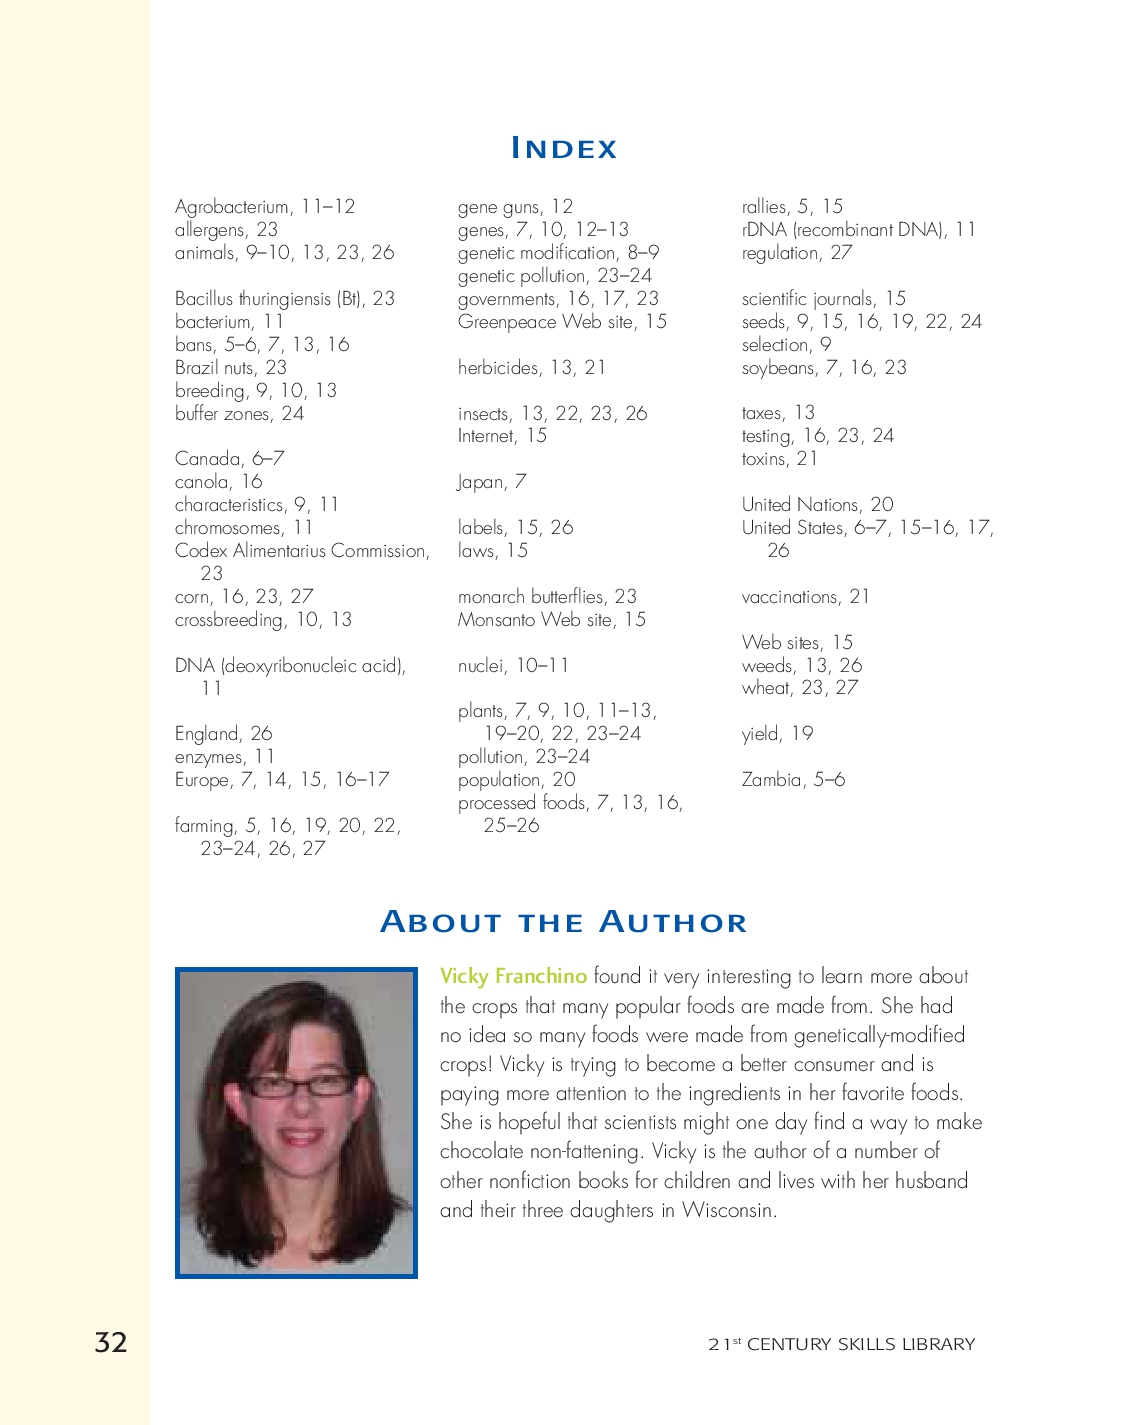 INDEX
Agrobacterium, 11–12
allergens, 23
animals, 9–10, 13, 23, 26
Bacillus thuringiensis (Bt), 23
bacterium, 11
bans, 5–6, 7, 13, 16
Brazil nuts, 23
breeding, 9, 10, 13
buffer zones, 24
Canada, 6–7
canola, 16
characteristics, 9, 11
chromosomes, 11
Codex Alimentarius Commission,
23
corn, 16, 23, 27
crossbreeding, 10, 13
DNA (deoxyribonucleic acid),
11
England, 26
enzymes, 11
Europe, 7, 14, 15, 16–17
farming, 5, 16, 19, 20, 22,
23–24, 26, 27
gene guns, 12
genes, 7, 10, 12–13
genetic modification, 8–9
genetic pollution, 23–24
governments, 16, 17, 23
Greenpeace Web site, 15
herbicides, 13, 21
insects, 13, 22, 23, 26
Internet, 15
Japan, 7
labels, 15, 26
laws, 15
monarch butterflies, 23
Monsanto Web site, 15
nuclei, 10–11
plants, 7, 9, 10, 11–13,
19–20, 22, 23–24
pollution, 23–24
population, 20
processed foods, 7, 13, 16,
25–26
rallies, 5, 15
rDNA (recombinant DNA), 11
regulation, 27
scientific journals, 15
seeds, 9, 15, 16, 19, 22, 24
selection, 9
soybeans, 7, 16, 23
taxes, 13
testing, 16, 23, 24
toxins, 21
United Nations, 20
United States, 6–7, 15–16, 17,
26
vaccinations, 21
Web sites, 15
weeds, 13, 26
wheat, 23, 27
yield, 19
Zambia, 5–6
ABOUT THE AUTHOR
Vicky Franchino found it very interesting to learn more about
the crops that many popular foods are made from. She had
no idea so many foods were made from genetically-modified
crops! Vicky is trying to become a better consumer and is
paying more attention to the ingredients in her favorite foods.
She is hopeful that scientists might one day find a way to make
chocolate non-fattening. Vicky is the author of a number of
other nonfiction books for children and lives with her husband
and their three daughters in Wisconsin.
32
21st CENTURY SKILLS LIBRARY